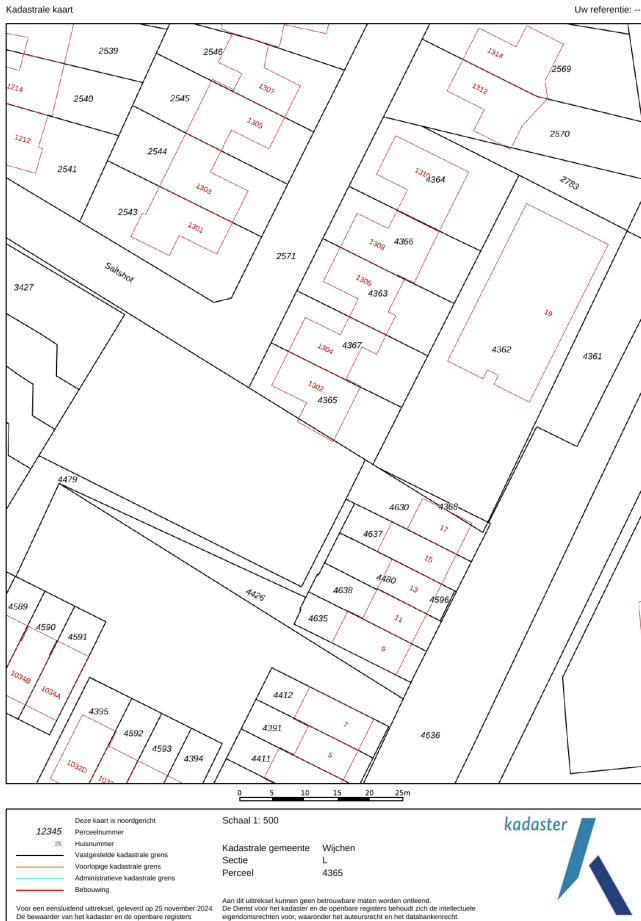 Kadastrale kaart
Uw referentie: --
2539
2546
1307
1314
2569
1312
1214
2540
2545
1305
2570
1212
2544
2541
1303
1310
4364
2783
2543
1301
1308
4366
Saltshof
2571
1306
4363
3427
19
4367
1304
4362
4361
1302
4365
4479
4630
4368
17
4637
15
4480
13
4638
4596
4426
11
4635
9
4589
4590
4591
1034B
1034A
4412
7
4395
4391
4592
4636
5
4593
4394
4411
1032D
0 5 10 15 20 25m
Deze kaart is noordgericht
12345 Perceelnummer
25 Huisnummer
Vastgestelde kadastrale grens
Voorlopige kadastrale grens
Administratieve kadastrale grens
Bebouwing
Voor een eensluidend uittreksel, geleverd op 25 november 2024
De bewaarder van het kadaster en de openbare registers
Schaal 1: 500
Kadastrale gemeente Wijchen
Sectie L
Perceel 4365
Aan dit uittreksel kunnen geen betrouwbare maten worden ontleend.
De Dienst voor het kadaster en de openbare registers behoudt zich de intellectuele
eigendomsrechten voor, waaronder het auteursrecht en het databankenrecht.
kadaster